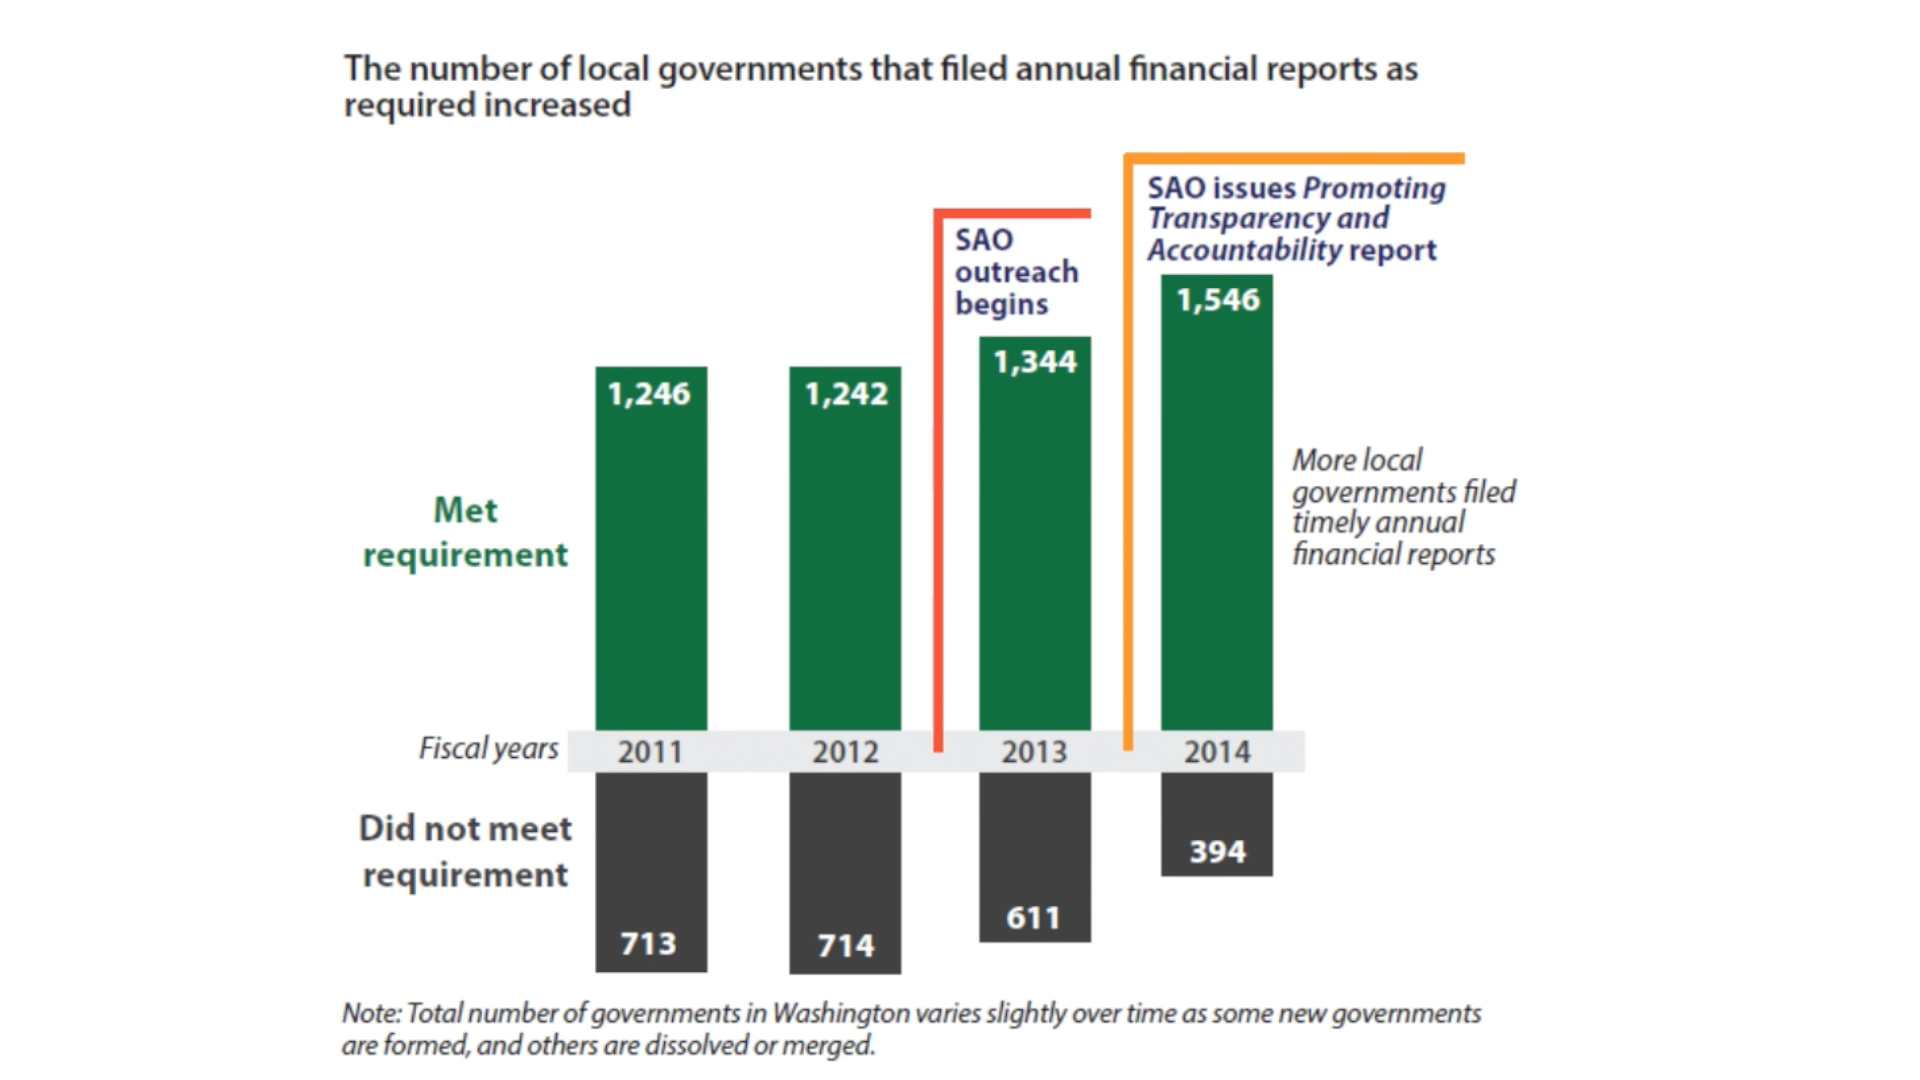 The number of local governments that filed annual financial reports as
required increased
SAO issues Promoting
Transparency and
Accountability report
SAO
outreach
begins
1,246
1,242
1,344
1,546
Met
requirement
More local
governments filed
timely annual
financial reports
Fiscal years
2011
2012
2013
2014
Did not meet
requirement
713
714
611
394
Note: Total number of governments in Washington varies slightly over time as some new governments
are formed, and others are dissolved or merged.